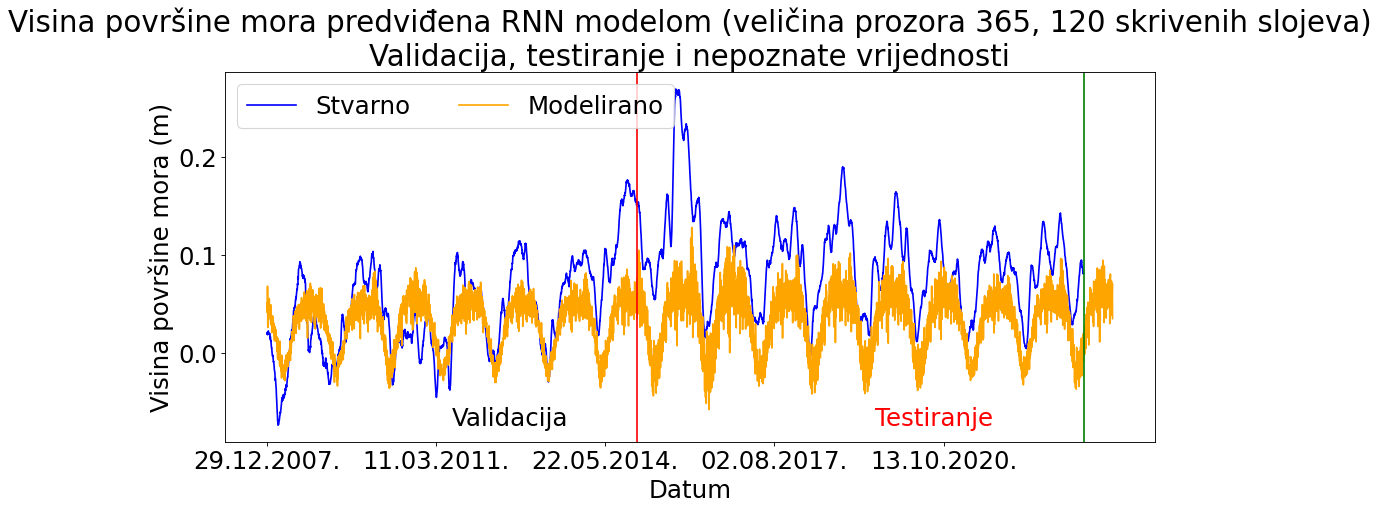 Visina površine mora predviđena RNN modelom (veličina prozora 365, 120 skrivenih slojeva)
Validacija, testiranje i nepoznate vrijednosti
Stvarno
Modelirano
Visina površine mora (m)
0.2
0.1
0.0
Validacija
Testiranje
29.12.2007.
11.03.2011.
22.05.2014.
02.08.2017.
13.10.2020.
Datum